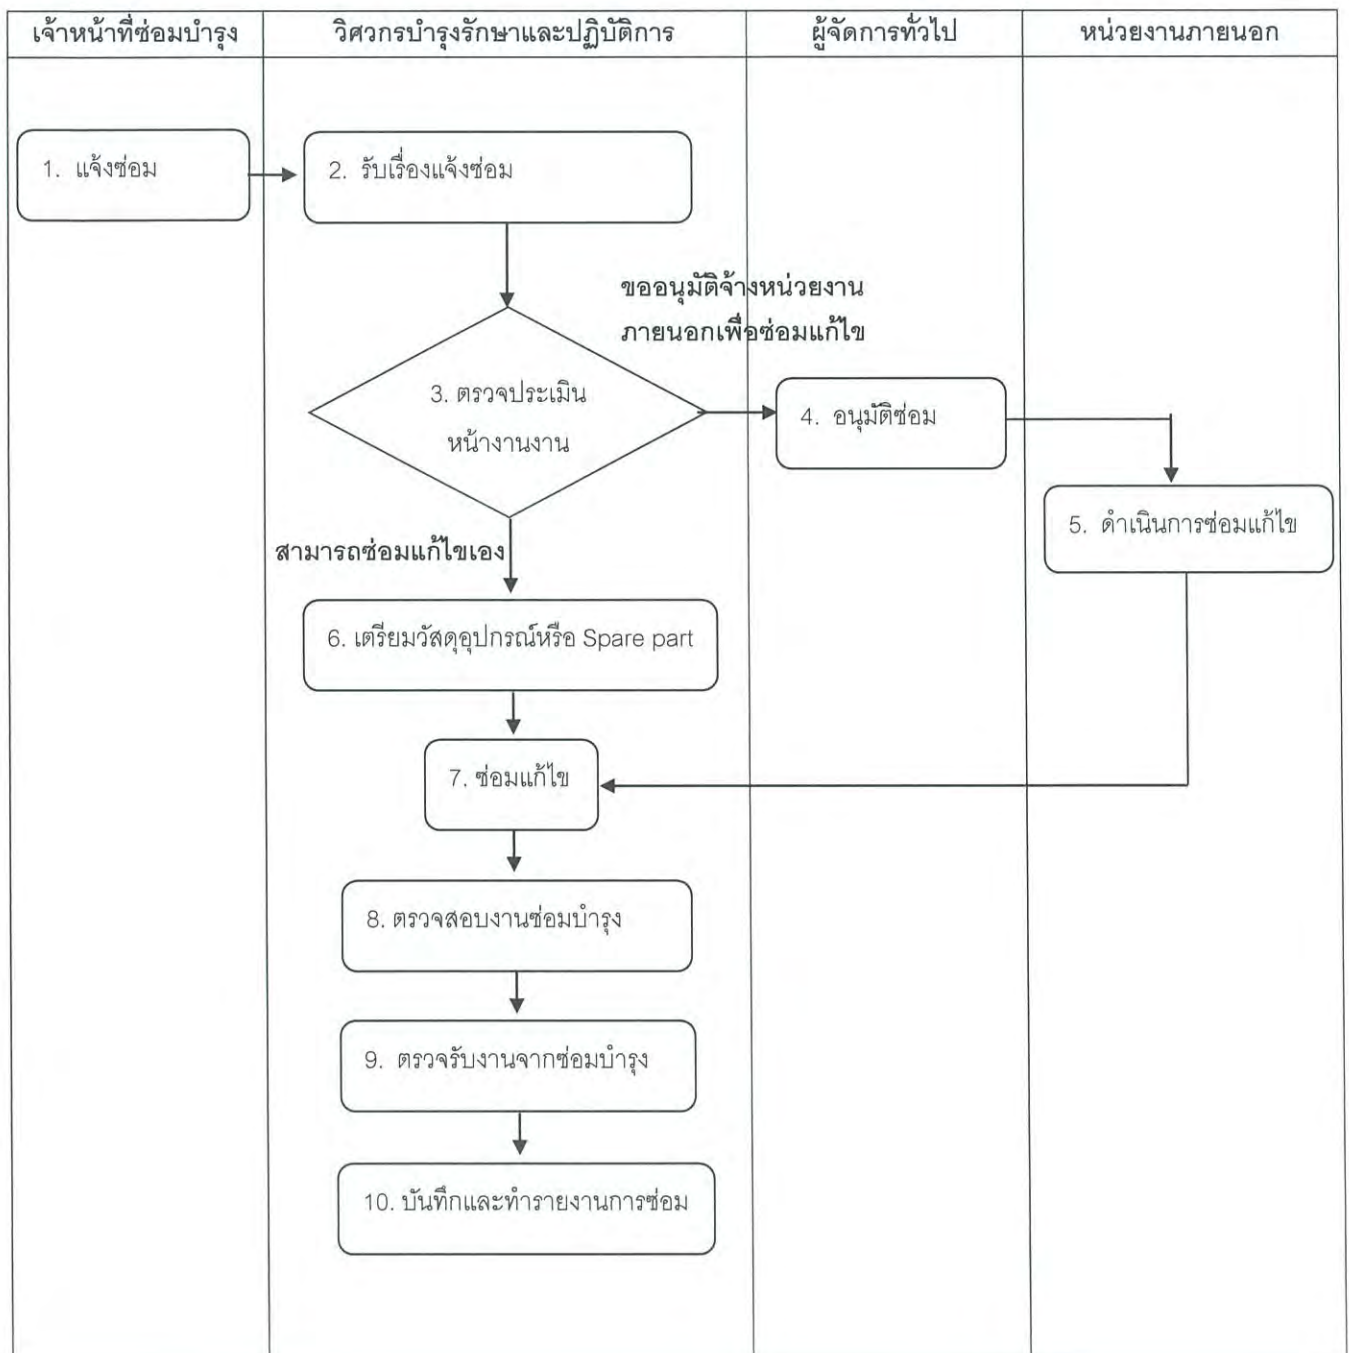 เจ้าหน้าที่ซ่อมบำรุง
วิศวกรบำรุงรักษาและปฏิบัติการ
ผู้จัดการทั่วไป
หน่วยงานภายนอก
1. แจ้งซ่อม
2. รับเรื่องแจ้งซ่อม
ขออนุมัติจ้างหน่วยงาน
ภายนอกเพื่อซ่อมแก้ไข
3. ตรวจประเมิน
หน้างานงาน
4. อนุมัติซ่อม
5. ดำเนินการซ่อมแก้ไข
สามารถซ่อมแก้ไขเอง
6. เตรียมวัสดุอุปกรณ์หรือ Spare part
7. ซ่อมแก้ไข
8. ตรวจสอบงานซ่อมบำรุง
9. ตรวจรับงานจากซ่อมบำรุง
10. บันทึกและทำรายงานการซ่อม